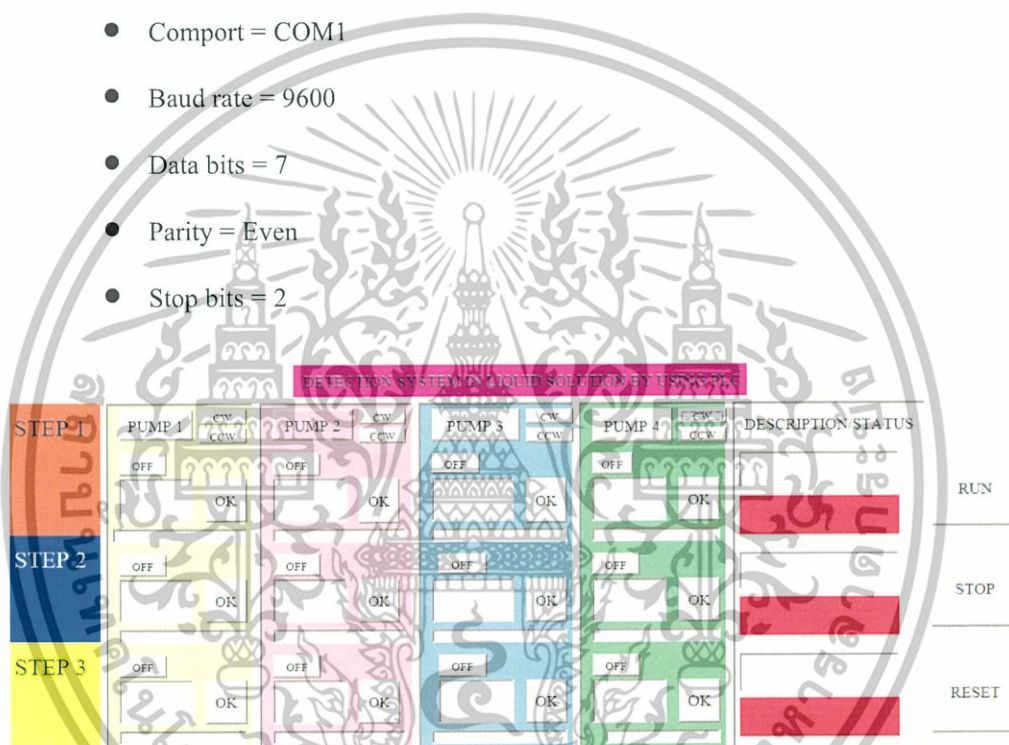 Comport = COM1
Baud rate = 9600
Data bits = 7
Parity = Even
Stop bits = 2
DETECTION SYSTEM IN LIQUID SOLUTION BY USING PLC
STEP 1 PUMP 1 CW PUMP 2 CW PUMP 3 CW PUMP 4 CW DESCRIPTION/STATUS
CCW CCW CCW CCW
OFF OFF OFF OFF
OK OK OK OK RUN
STEP 2 OFF OFF OFF OFF
OK OK OK OK STOP
STEP 3 OFF OFF OFF OFF
OK OK OK OK RESET